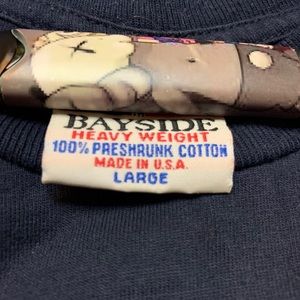 BAYSIDE
HEAVY WEIGHT
100% PRESHRUNK COTTON
MADE IN U.S.A.
LARGE